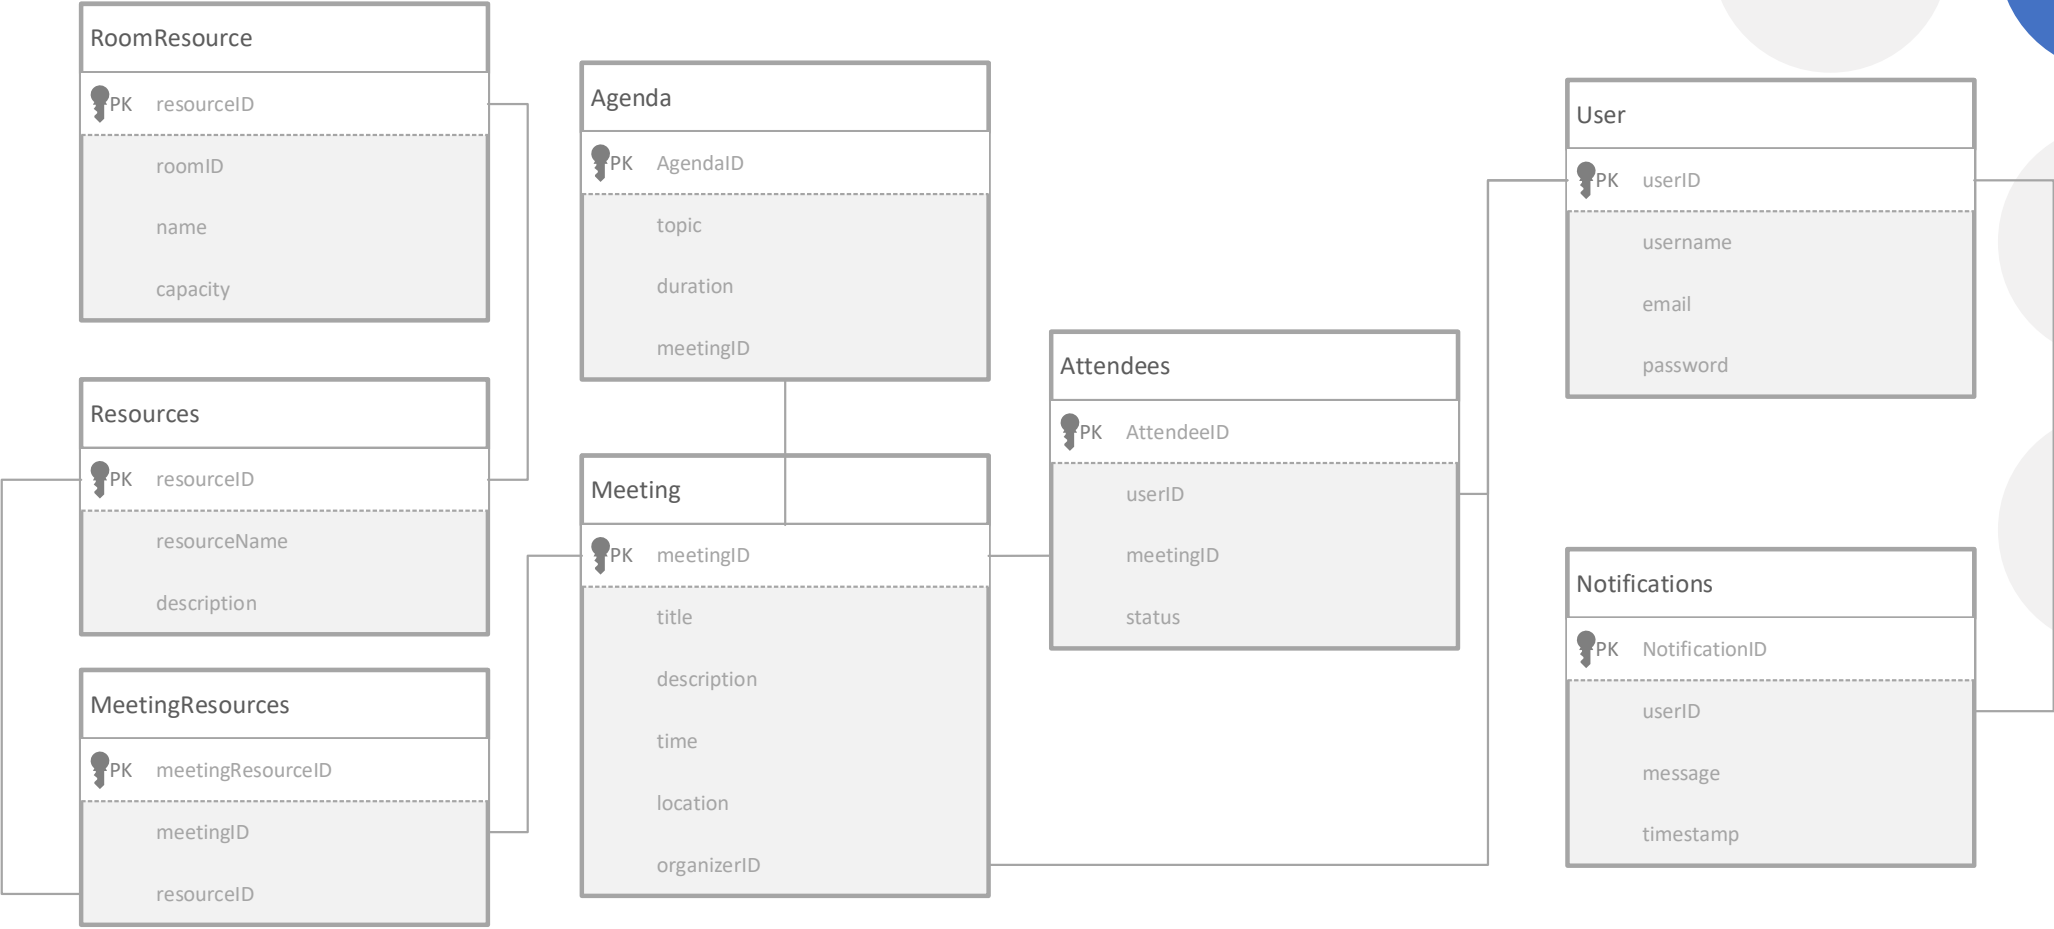 RoomResource
PK resourceID
roomID
name
capacity
Resources
PK resourceID
resourceName
description
MeetingResources
PK meetingResourceID
meetingID
resourceID
Agenda
PK AgendaID
topic
duration
meetingID
Meeting
PK meetingID
title
description
time
location
organizerID
Attendees
PK AttendeeID
userID
meetingID
status
User
PK userID
username
email
password
Notifications
PK NotificationID
userID
message
timestamp